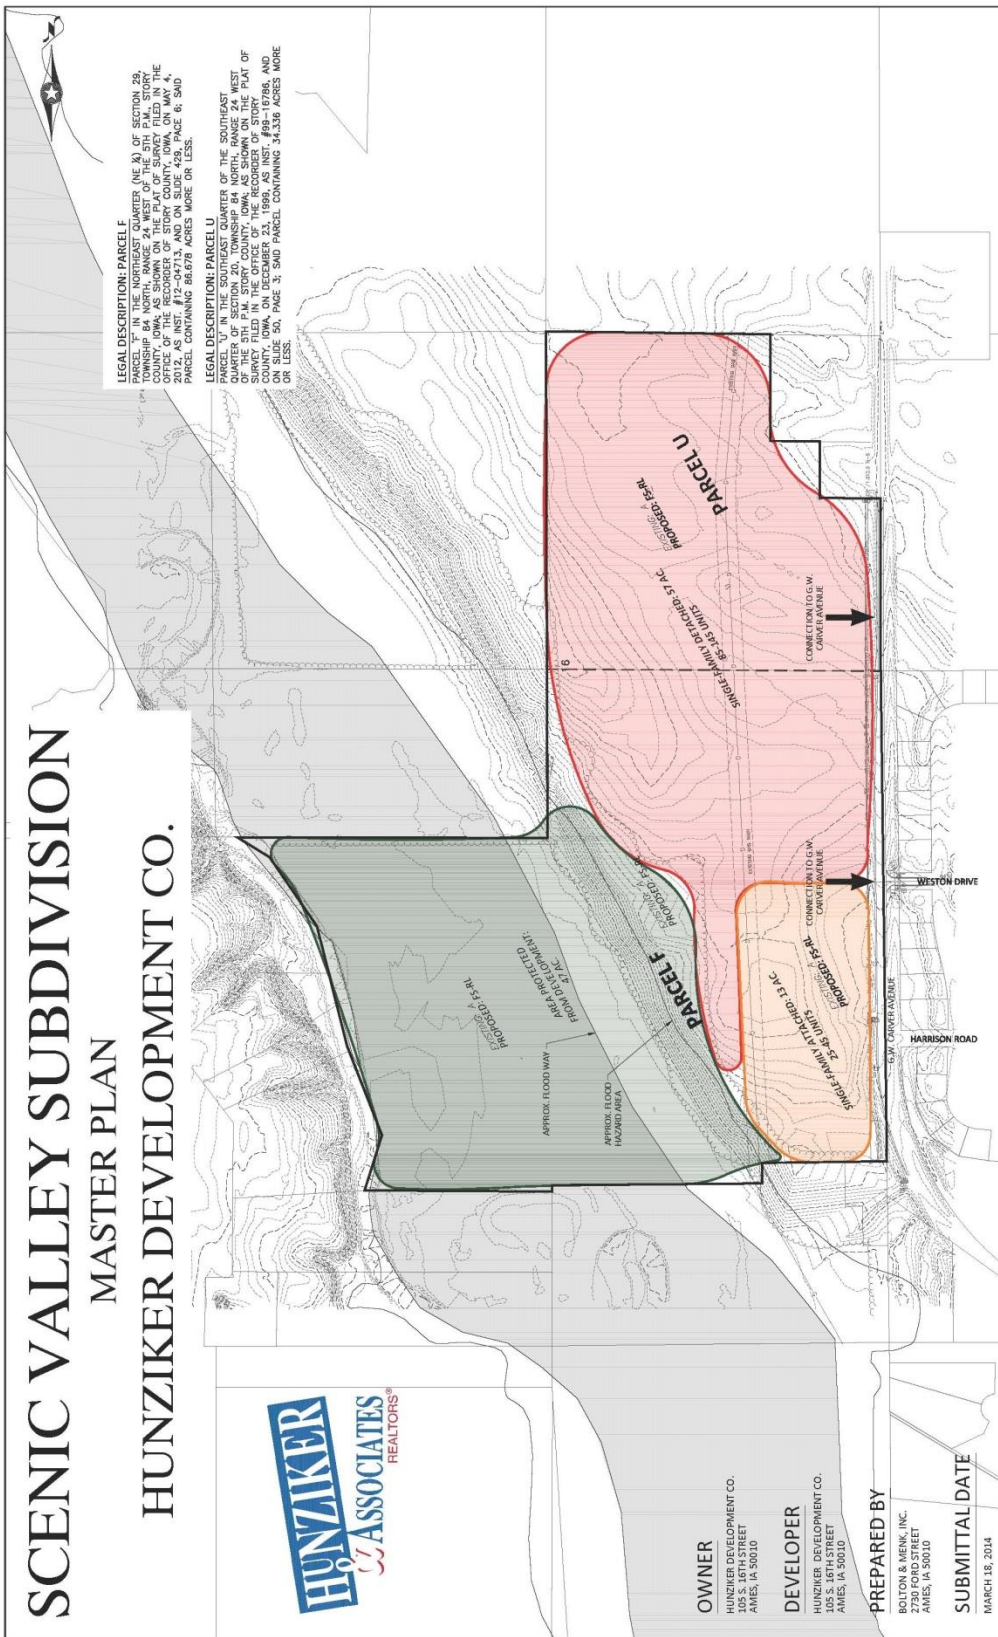 SCENIC VALLEY SUBDIVISION
MASTER PLAN
HUNZIKER DEVELOPMENT CO.
LEGAL DESCRIPTION: PARCEL F
PARCEL "F" IN THE NORTHEAST QUARTER (NE ¼) OF SECTION 29,
TOWNSHIP 84 NORTH, RANGE 24 WEST OF THE 5TH P.M., STORY
COUNTY, IOWA; AS SHOWN ON THE PLAT OF SURVEY FILED IN THE
OFFICE OF THE RECORDER OF STORY COUNTY, IOWA, ON MAY 4,
2012, AS INST. #12-04713, AND ON SLIDE 429, PAGE 6; SAID
PARCEL CONTAINING 86.678 ACRES MORE OR LESS.
LEGAL DESCRIPTION: PARCEL U
PARCEL "U" IN THE SOUTHEAST QUARTER OF THE SOUTHEAST
QUARTER OF SECTION 20, TOWNSHIP 84 NORTH, RANGE 24 WEST
OF THE 5TH P.M. STORY COUNTY, IOWA; AS SHOWN ON THE PLAT OF
SURVEY FILED IN THE OFFICE OF THE RECORDER OF STORY
COUNTY, IOWA, ON DECEMBER 23, 1999, AS INST. #99-16786, AND
ON SLIDE 50, PAGE 3; SAID PARCEL CONTAINING 34.336 ACRES MORE
OR LESS.
HUNZIKER
& ASSOCIATES
REALTORS®
EXISTING: A
PROPOSED: FS-RL
AREA PROTECTED
FROM DEVELOPMENT:
47 AC.
APPROX. FLOOD WAY
APPROX. FLOOD
HAZARD AREA
EXISTING: A
PROPOSED: FS-RL
PARCEL F
16
PARCEL U
EXISTING: A
PROPOSED: FS-RL
SINGLE-FAMILY DETACHED: 57 AC.
85-145 UNITS
SINGLE-FAMILY ATTACHED: 13 AC.
25-45 UNITS
EXISTING: A
PROPOSED: FS-RL
CONNECTION TO G.W.
CARVER AVENUE
CONNECTION TO G.W.
CARVER AVENUE
G.W. CARVER AVENUE
HARRISON ROAD
WESTON DRIVE
OWNER
HUNZIKER DEVELOPMENT CO.
105 S. 16TH STREET
AMES, IA 50010
DEVELOPER
HUNZIKER DEVELOPMENT CO.
105 S. 16TH STREET
AMES, IA 50010
PREPARED BY
BOLTON & MENK, INC.
2730 FORD STREET
AMES, IA 50010
SUBMITTAL DATE
MARCH 18, 2014